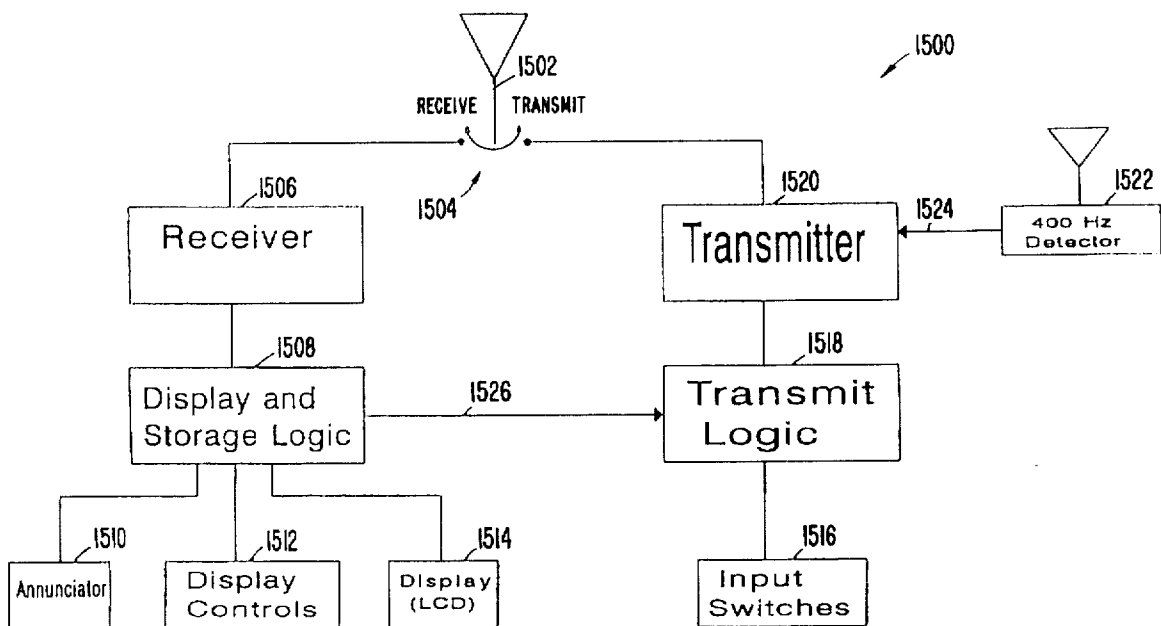 1500
1502
RECEIVE TRANSMIT
1504
1506
Receiver
1520
Transmitter
1524
1522
400 Hz
Detector
1508
Display and
Storage Logic
1526
1518
Transmit
Logic
1510
Annunciator
1512
Display
Controls
1514
Display
(LCD)
1516
Input
Switches